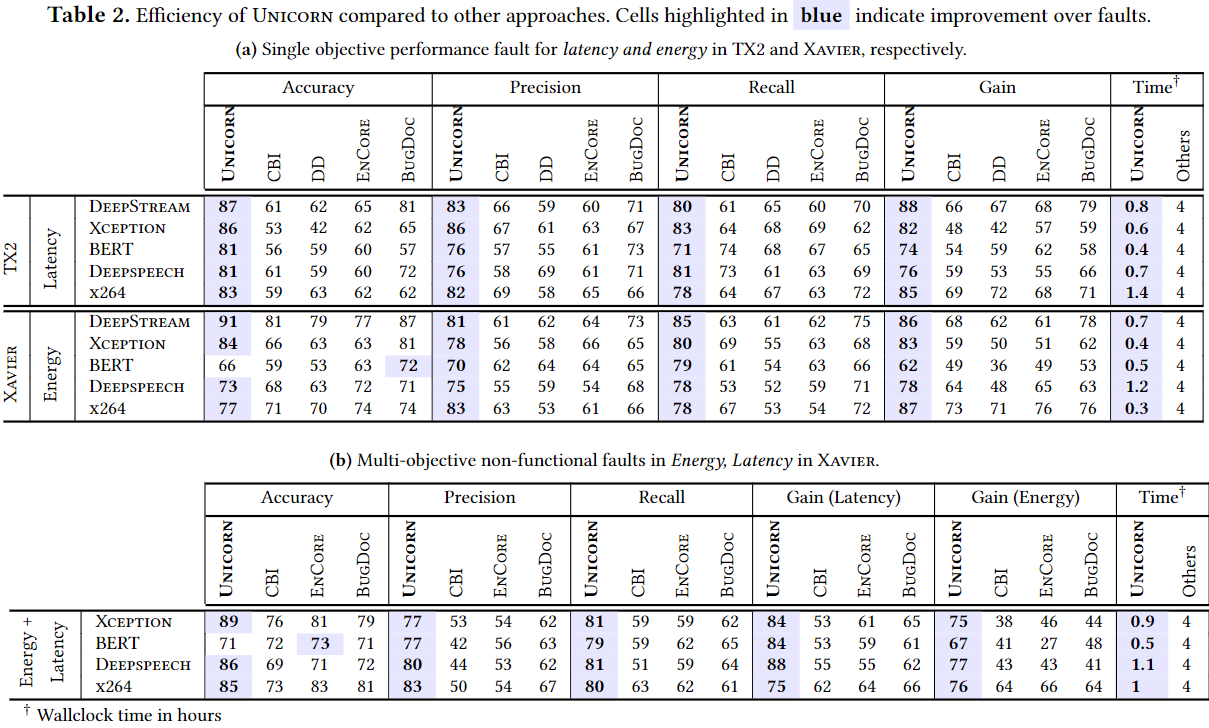 Table 2. Efficiency of UNICORN compared to other approaches. Cells highlighted in blue indicate improvement over faults.
(a) Single objective performance fault for latency and energy in TX2 and XAVIER, respectively.
Accuracy Precision Recall Gain Time†
UNICORN CBI DD ENCORE BUGDOC UNICORN CBI DD ENCORE BUGDOC UNICORN CBI DD ENCORE BUGDOC UNICORN CBI DD ENCORE BUGDOC UNICORN Others
TX2
Latency
DEEPSTREAM 87 61 62 65 81 83 66 59 60 71 80 61 65 60 70 88 66 67 68 79 0.8 4
XCEPTION 86 53 42 62 65 86 67 61 63 67 83 64 68 69 62 82 48 42 57 59 0.6 4
BERT 81 56 59 60 57 76 57 55 61 73 71 74 68 67 65 74 54 59 62 58 0.4 4
DEEPSPEECH 81 61 59 60 72 76 58 69 61 71 81 73 61 63 69 76 59 53 55 66 0.7 4
x264 83 59 63 62 62 82 69 58 65 66 78 64 67 63 72 85 69 72 68 71 1.4 4
XAVIER
Energy
DEEPSTREAM 91 81 79 77 87 81 61 62 64 73 85 63 61 62 75 86 68 62 61 78 0.7 4
XCEPTION 84 66 63 63 81 78 56 58 66 65 80 69 55 63 68 83 59 50 51 62 0.4 4
BERT 66 59 53 63 72 70 62 64 64 65 79 61 54 63 66 62 49 36 49 53 0.5 4
DEEPSPEECH 73 68 63 72 71 75 55 59 54 68 78 53 52 59 71 78 64 48 65 63 1.2 4
x264 77 71 70 74 74 83 63 53 61 66 78 67 53 54 72 87 73 71 76 76 0.3 4
(b) Multi-objective non-functional faults in Energy, Latency in XAVIER.
Accuracy Precision Recall Gain (Latency) Gain (Energy) Time†
UNICORN CBI ENCORE BUGDOC UNICORN CBI ENCORE BUGDOC UNICORN CBI ENCORE BUGDOC UNICORN CBI ENCORE BUGDOC UNICORN CBI ENCORE BUGDOC UNICORN Others
Energy +
Latency
XCEPTION 89 76 81 79 77 53 54 62 81 59 59 62 84 53 61 65 75 38 46 44 0.9 4
BERT 71 72 73 71 77 42 56 63 79 59 62 65 84 53 59 61 67 41 27 48 0.5 4
DEEPSPEECH 86 69 71 72 80 44 53 62 81 51 59 64 88 55 55 62 77 43 43 41 1.1 4
x264 85 73 83 81 83 50 54 67 80 63 62 61 75 62 64 66 76 64 66 64 1 4
† Wallclock time in hours